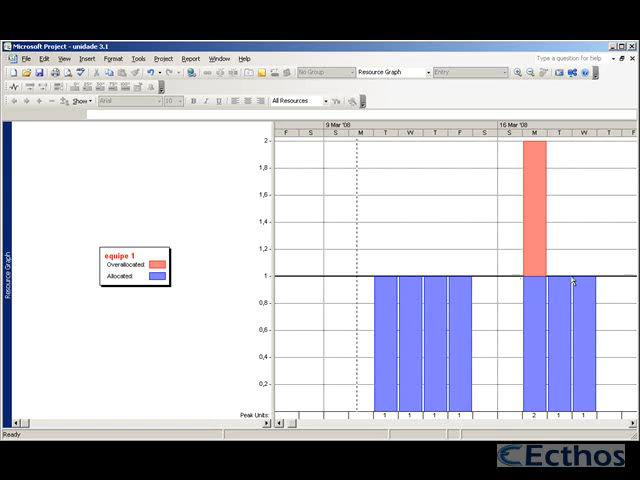 Microsoft Project - unidade 3.1
File Edit View Insert Format Tools Project Report Window Help
Type a question for help
No Group Resource Graph Entry
Show Arial 10 All Resources
9 Mar '08 16 Mar '08
F S S M T W T F S S M T W T F
2
1,8
1,6
1,4
1,2
1
0,8
0,6
0,4
0,2
equipe 1
Overallocated:
Allocated:
Resource Graph
Peak Units: 1 1 1 1 2 1 1
Ready
Ecthos